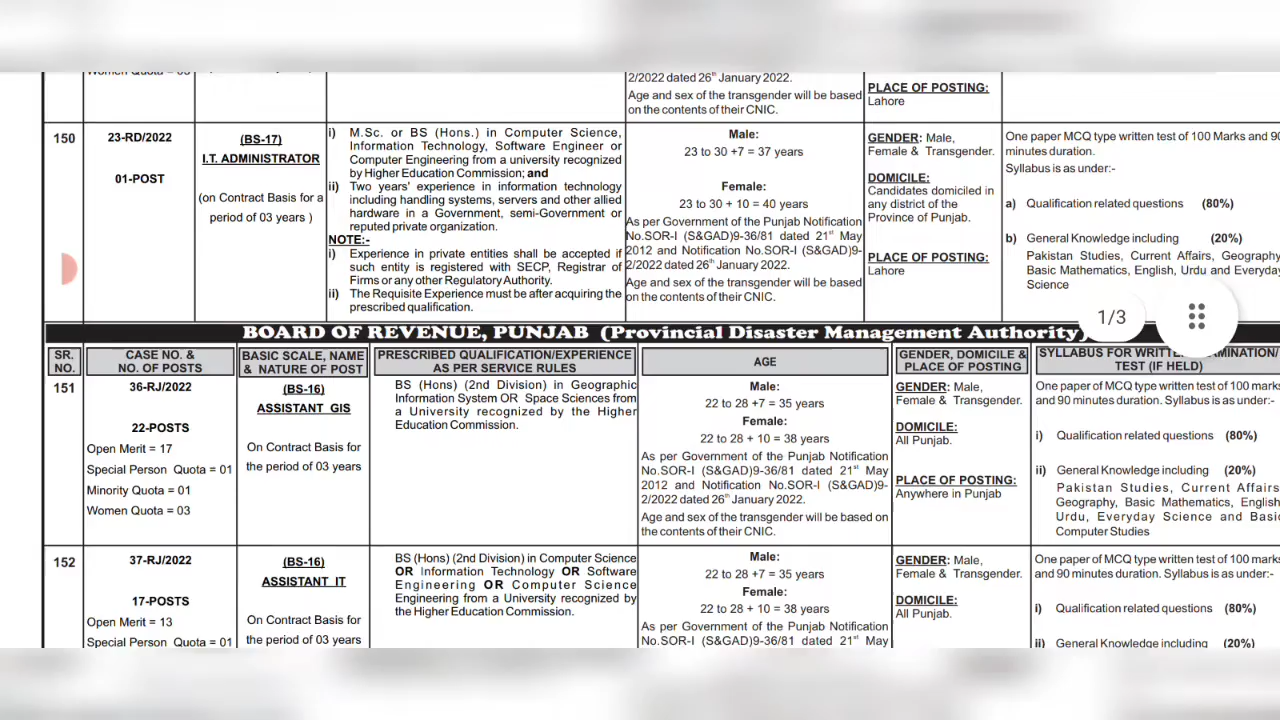 Women Quota = 03
2/2022 dated 26th January 2022.
Age and sex of the transgender will be based
on the contents of their CNIC.
PLACE OF POSTING:
Lahore
150
23-RD/2022
01-POST
(BS-17)
I.T. ADMINISTRATOR
(on Contract Basis for a
period of 03 years )
i) M.Sc. or BS (Hons.) in Computer Science,
Information Technology, Software Engineer or
Computer Engineering from a university recognized
by Higher Education Commission; and
ii) Two years' experience in information technology
including handling systems, servers and other allied
hardware in a Government, semi-Government or
reputed private organization.
NOTE:-
i) Experience in private entities shall be accepted if
such entity is registered with SECP, Registrar of
Firms or any other Regulatory Authority.
ii) The Requisite Experience must be after acquiring the
prescribed qualification.
Male:
23 to 30 +7 = 37 years
Female:
23 to 30 + 10 = 40 years
As per Government of the Punjab Notification
No.SOR-I (S&GAD)9-36/81 dated 21st May
2012 and Notification No.SOR-I (S&GAD)9-
2/2022 dated 26th January 2022.
Age and sex of the transgender will be based
on the contents of their CNIC.
GENDER: Male,
Female & Transgender.
DOMICILE:
Candidates domiciled in
any district of the
Province of Punjab.
PLACE OF POSTING:
Lahore
One paper MCQ type written test of 100 Marks and 90
minutes duration.
Syllabus is as under:-
a) Qualification related questions (80%)
b) General Knowledge including (20%)
Pakistan Studies, Current Affairs, Geography
Basic Mathematics, English, Urdu and Everyday
Science
1/3
BOARD OF REVENUE, PUNJAB (Provincial Disaster Management Authority)
SR.
NO.
CASE NO. &
NO. OF POSTS
BASIC SCALE, NAME
& NATURE OF POST
PRESCRIBED QUALIFICATION/EXPERIENCE
AS PER SERVICE RULES
AGE
GENDER, DOMICILE &
PLACE OF POSTING
SYLLABUS FOR WRITTEN
TEST (IF HELD)
151
36-RJ/2022
22-POSTS
Open Merit = 17
Special Person Quota = 01
Minority Quota = 01
Women Quota = 03
(BS-16)
ASSISTANT GIS
On Contract Basis for
the period of 03 years
BS (Hons) (2nd Division) in Geographic
Information System OR Space Sciences from
a University recognized by the Higher
Education Commission.
Male:
22 to 28 +7 = 35 years
Female:
22 to 28 + 10 = 38 years
As per Government of the Punjab Notification
No.SOR-I (S&GAD)9-36/81 dated 21st May
2012 and Notification No.SOR-I (S&GAD)9-
2/2022 dated 26th January 2022.
Age and sex of the transgender will be based on
the contents of their CNIC.
GENDER: Male,
Female & Transgender.
DOMICILE:
All Punjab.
PLACE OF POSTING:
Anywhere in Punjab
One paper of MCQ type written test of 100 marks
and 90 minutes duration. Syllabus is as under:-
i) Qualification related questions (80%)
ii) General Knowledge including (20%)
Pakistan Studies, Current Affairs
Geography, Basic Mathematics, English
Urdu, Everyday Science and Basic
Computer Studies
152
37-RJ/2022
17-POSTS
Open Merit = 13
Special Person Quota = 01
(BS-16)
ASSISTANT IT
On Contract Basis for
the period of 03 years
BS (Hons) (2nd Division) in Computer Science
OR Information Technology OR Software
Engineering OR Computer Science
Engineering from a University recognized by
the Higher Education Commission.
Male:
22 to 28 +7 = 35 years
Female:
22 to 28 + 10 = 38 years
As per Government of the Punjab Notification
No.SOR-I (S&GAD)9-36/81 dated 21st May
GENDER: Male,
Female & Transgender.
DOMICILE:
All Punjab.
One paper of MCQ type written test of 100 marks
and 90 minutes duration. Syllabus is as under:-
i) Qualification related questions (80%)
ii) General Knowledge including (20%)